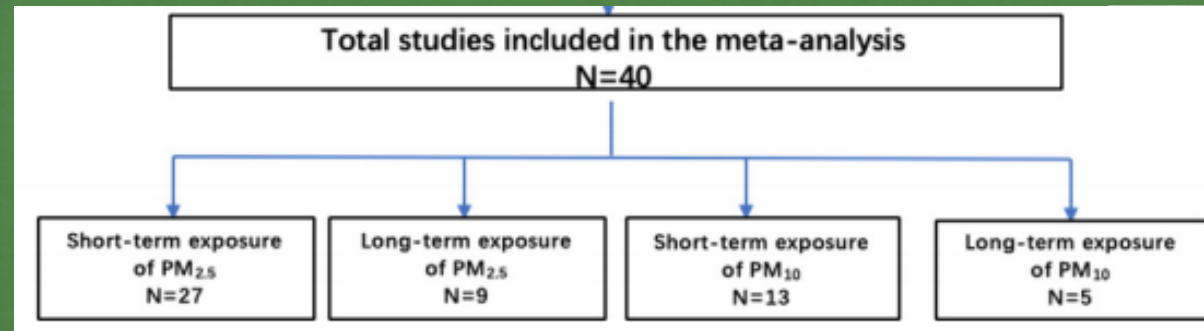 Total studies included in the meta-analysis
N=40
Short-term exposure
of PM₂.₅
N=27
Long-term exposure
of PM₂.₅
N=9
Short-term exposure
of PM₁₀
N=13
Long-term exposure
of PM₁₀
N=5